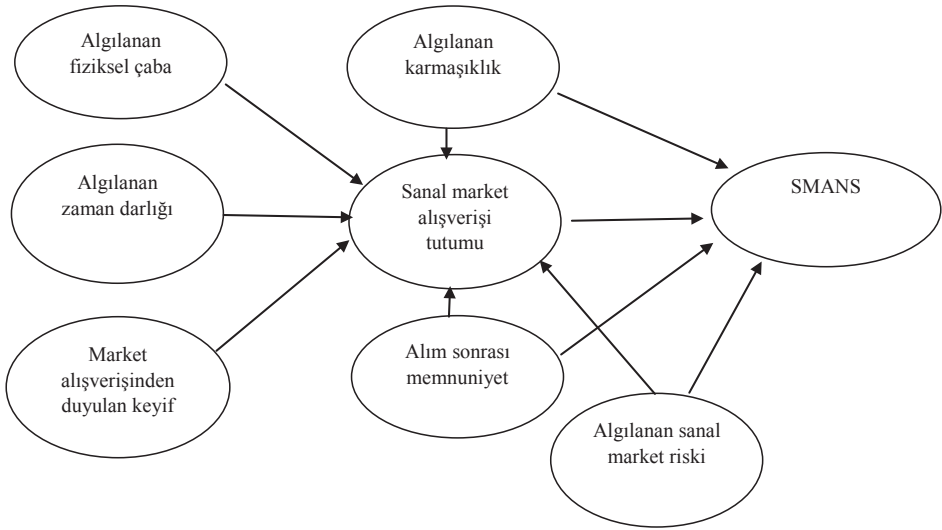 Algılanan
fiziksel çaba
Algılanan
karmaşıklık
Algılanan
zaman darlığı
Sanal market
alışverişi
tutumu
SMANS
Market
alışverişinden
duyulan keyif
Alım sonrası
memnuniyet
Algılanan sanal
market riski